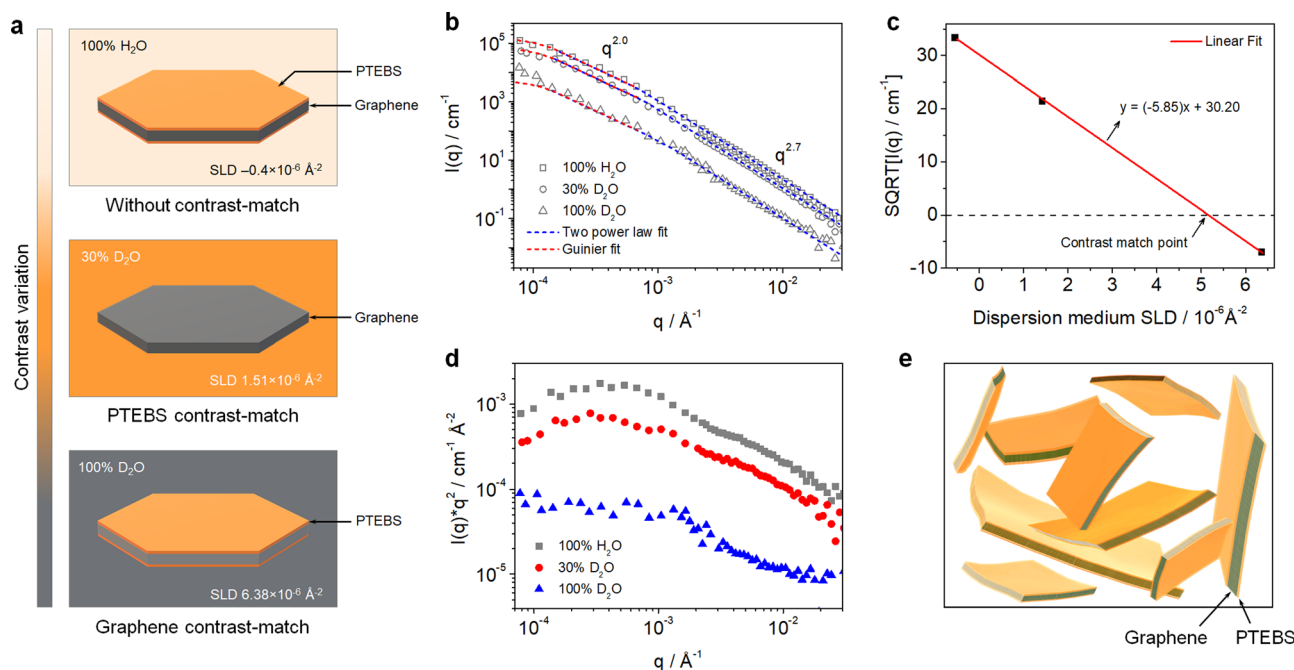 a
Contrast variation
100% H₂O
PTEBS
Graphene
SLD –0.4×10⁻⁶ Å⁻²
Without contrast-match
30% D₂O
Graphene
SLD 1.51×10⁻⁶ Å⁻²
PTEBS contrast-match
100% D₂O
PTEBS
SLD 6.38×10⁻⁶ Å⁻²
Graphene contrast-match
b
I(q) / cm⁻¹
10⁵
10³
10¹
10⁻¹
q²·⁰
q²·⁷
100% H₂O
30% D₂O
100% D₂O
Two power law fit
Guinier fit
10⁻⁴
10⁻³
10⁻²
q / Å⁻¹
c
SQRT[I(q) / cm⁻¹]
30
20
10
0
-10
Linear Fit
y = (-5.85)x + 30.20
Contrast match point
0 1 2 3 4 5 6
Dispersion medium SLD / 10⁻⁶Å⁻²
d
I(q)*q² / cm⁻¹ Å⁻²
10⁻³
10⁻⁴
10⁻⁵
100% H₂O
30% D₂O
100% D₂O
10⁻⁴
10⁻³
10⁻²
q / Å⁻¹
e
Graphene
PTEBS